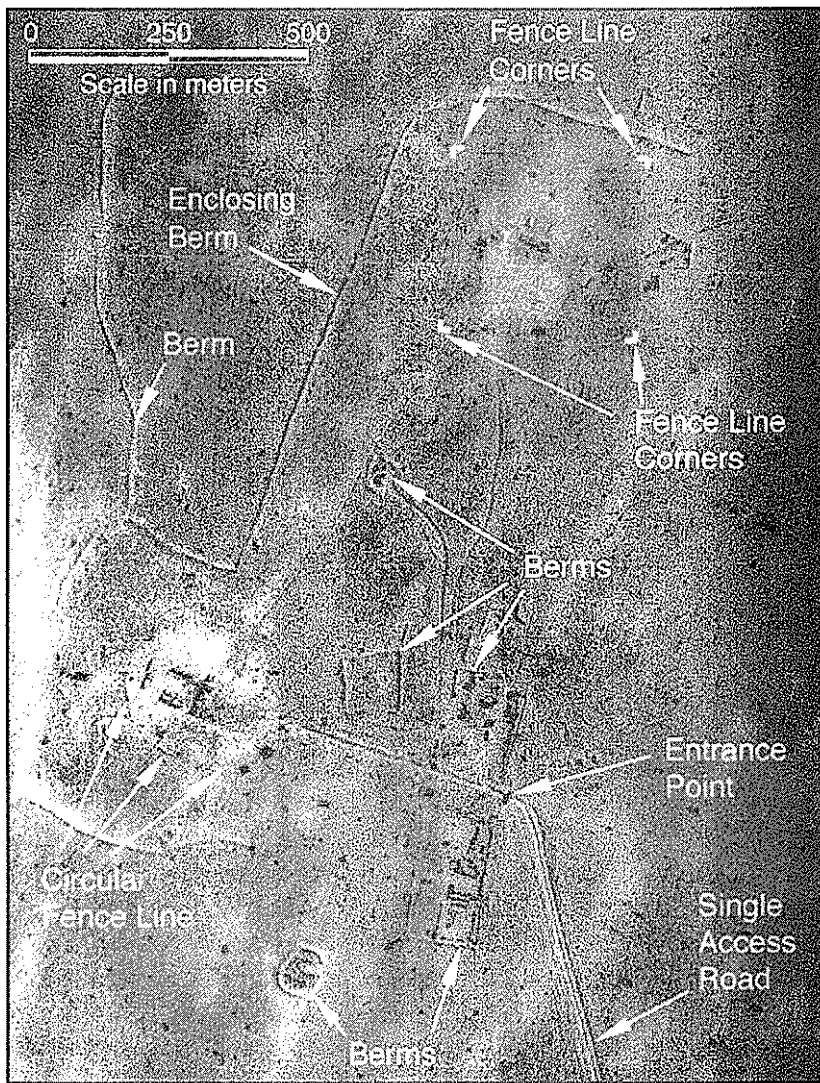 0 250 500
Scale in meters
Fence Line
Corners
Enclosing
Berm
Berm
Fence Line
Corners
Berms
Entrance
Point
Circular
Fence Line
Single
Access
Road
Berms